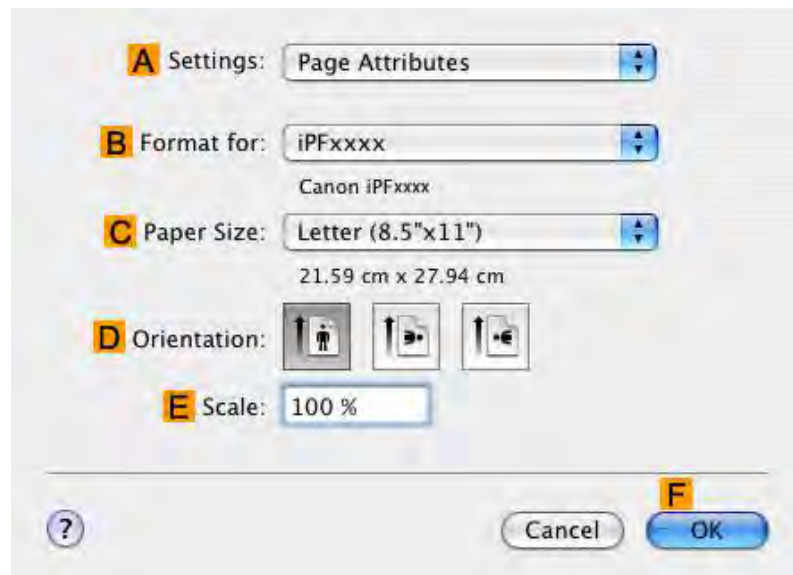 A Settings: Page Attributes
B Format for: iPFxxxx
Canon iPFxxxx
C Paper Size: Letter (8.5"x11")
21.59 cm x 27.94 cm
D Orientation:
E Scale: 100 %
F
? Cancel OK